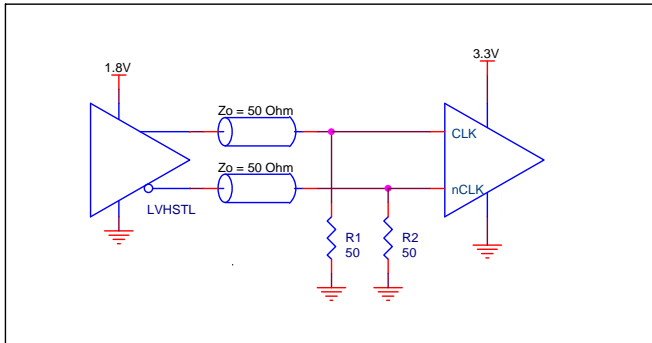 1.8V
3.3V
Zo = 50 Ohm
CLK
Zo = 50 Ohm
nCLK
LVHSTL
R1
50
R2
50